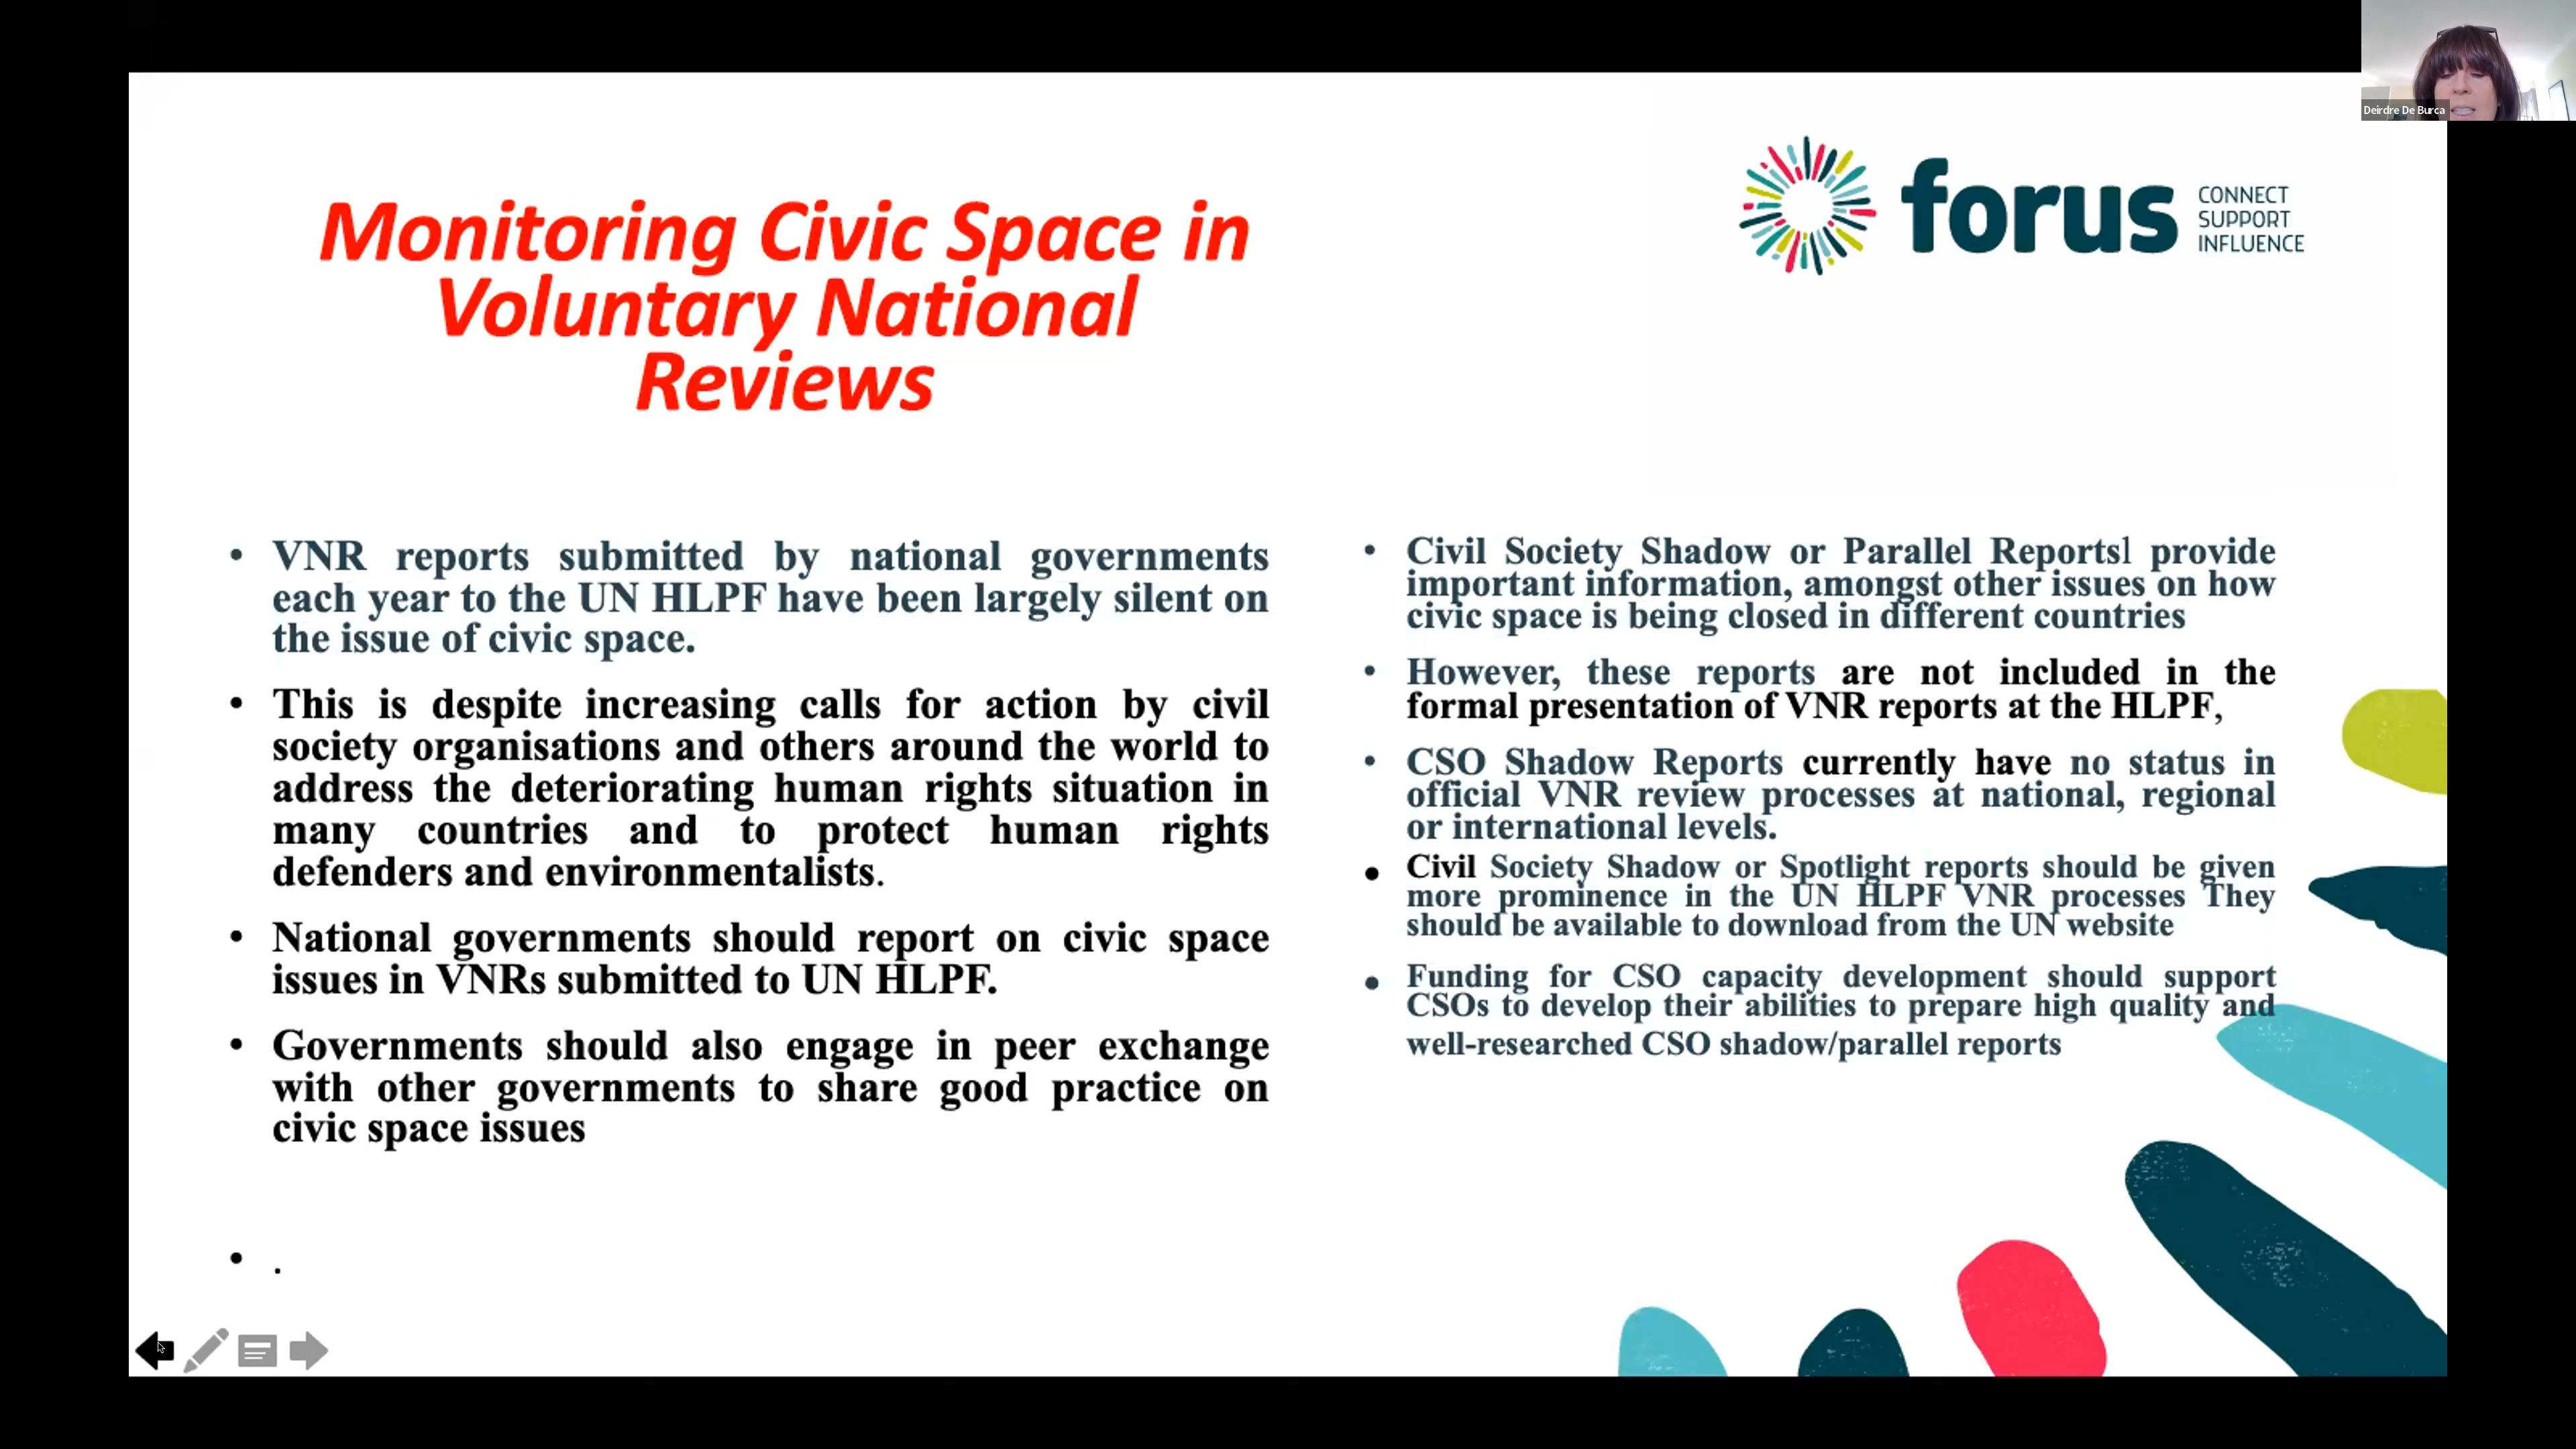 Deirdre De Burca
forus
CONNECT
SUPPORT
INFLUENCE
Monitoring Civic Space in
Voluntary National
Reviews
• VNR reports submitted by national governments
each year to the UN HLPF have been largely silent on
the issue of civic space.
• This is despite increasing calls for action by civil
society organisations and others around the world to
address the deteriorating human rights situation in
many countries and to protect human rights
defenders and environmentalists.
• National governments should report on civic space
issues in VNRs submitted to UN HLPF.
• Governments should also engage in peer exchange
with other governments to share good practice on
civic space issues
• .
• Civil Society Shadow or Parallel Reportsl provide
important information, amongst other issues on how
civic space is being closed in different countries
• However, these reports are not included in the
formal presentation of VNR reports at the HLPF,
• CSO Shadow Reports currently have no status in
official VNR review processes at national, regional
or international levels.
• Civil Society Shadow or Spotlight reports should be given
more prominence in the UN HLPF VNR processes They
should be available to download from the UN website
• Funding for CSO capacity development should support
CSOs to develop their abilities to prepare high quality and
well-researched CSO shadow/parallel reports